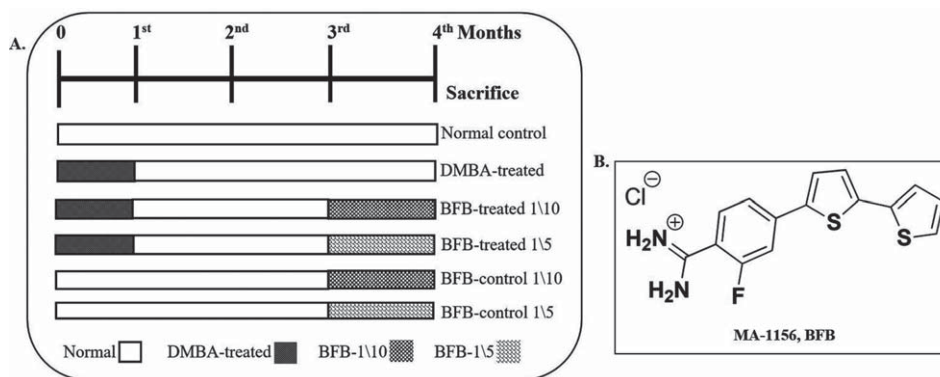 A.
0 1st 2nd 3rd 4th Months
Sacrifice
Normal control
DMBA-treated
BFB-treated 1\10
BFB-treated 1\5
BFB-control 1\10
BFB-control 1\5
Normal DMBA-treated BFB-1\10 BFB-1\5
B.
Cl⊖
⊕
H₂N
H₂N
F
S
S
MA-1156, BFB